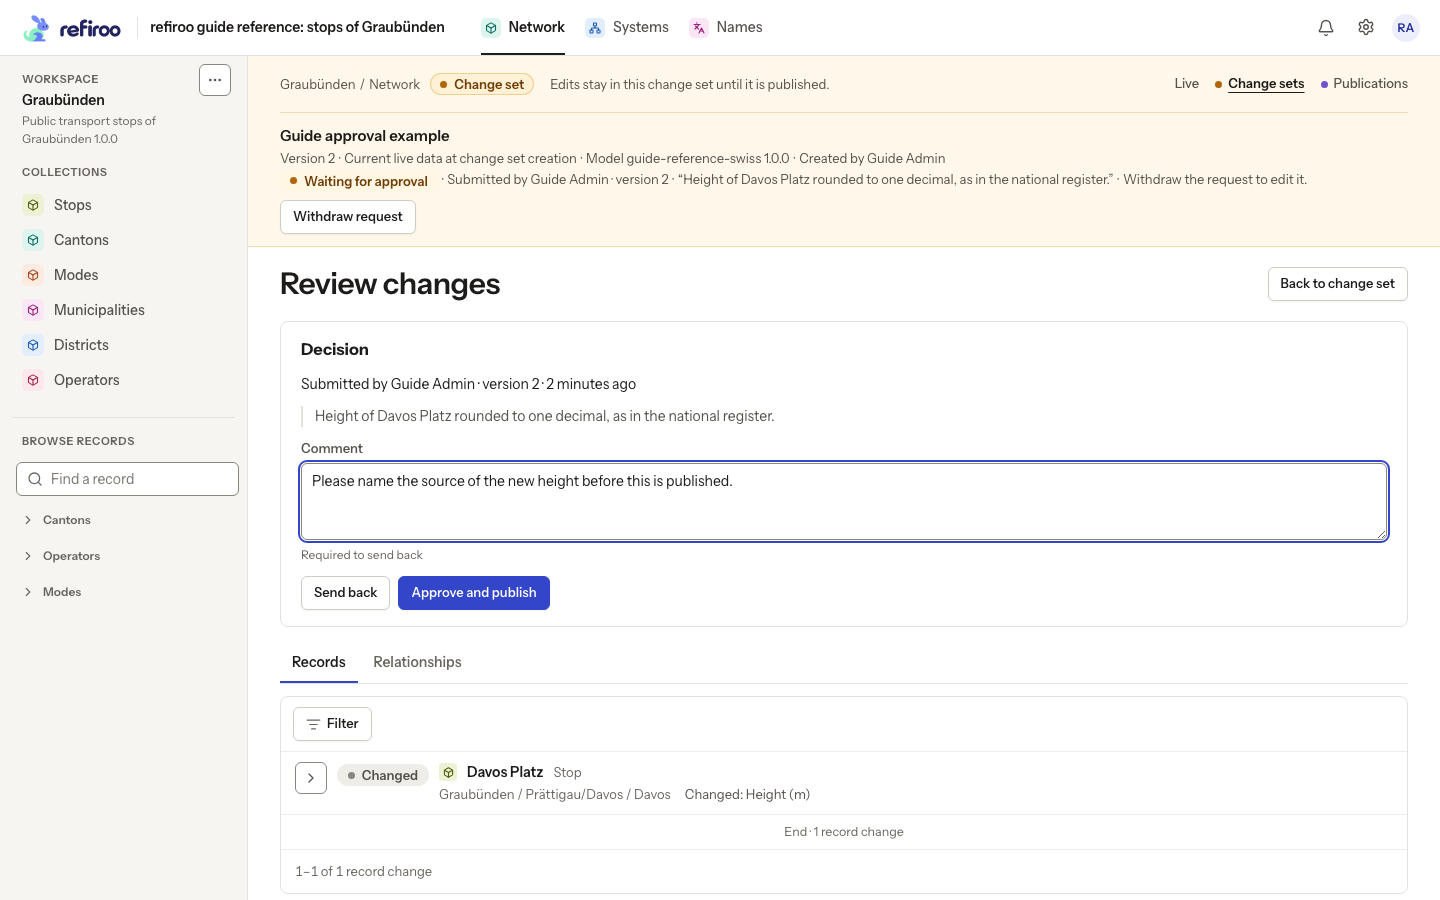 refiroo
refiroo guide reference: stops of Graubünden
Network
Systems
Names
RA
WORKSPACE
Graubünden
Public transport stops of
Graubünden 1.0.0
COLLECTIONS
Stops
Cantons
Modes
Municipalities
Districts
Operators
BROWSE RECORDS
Find a record
Cantons
Operators
Modes
Graubünden / Network
Change set
Edits stay in this change set until it is published.
Live
Change sets
Publications
Guide approval example
Version 2 · Current live data at change set creation · Model guide-reference-swiss 1.0.0 · Created by Guide Admin
Waiting for approval · Submitted by Guide Admin · version 2 · “Height of Davos Platz rounded to one decimal, as in the national register.” · Withdraw the request to edit it.
Withdraw request
Review changes
Back to change set
Decision
Submitted by Guide Admin · version 2 · 2 minutes ago
Height of Davos Platz rounded to one decimal, as in the national register.
Comment
Please name the source of the new height before this is published.
Required to send back
Send back
Approve and publish
Records
Relationships
Filter
Changed
Davos Platz Stop
Graubünden / Prättigau/Davos / Davos Changed: Height (m)
End · 1 record change
1–1 of 1 record change